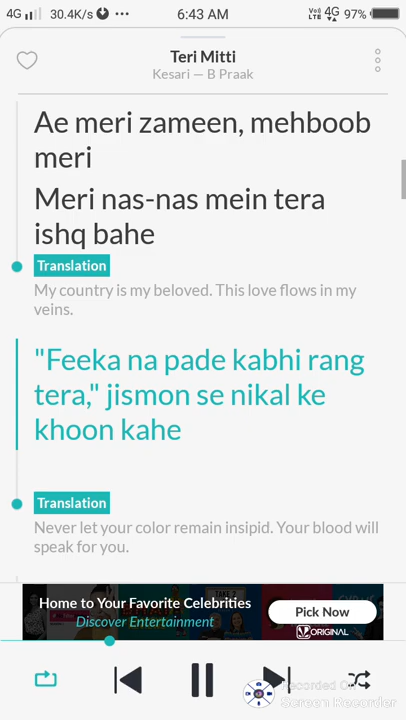 4G 30.4K/s ... 6:43 AM VoLTE 4G 97%
Teri Mitti
Kesari — B Praak
Ae meri zameen, mehboob
meri
Meri nas-nas mein tera
ishq bahe
Translation
My country is my beloved. This love flows in my
veins.
"Feeka na pade kabhi rang
tera," jismon se nikal ke
khoon kahe
Translation
Never let your color remain insipid. Your blood will
speak for you.
Home to Your Favorite Celebrities
Discover Entertainment
Pick Now
ORIGINAL
Recorded On
Screen Recorder